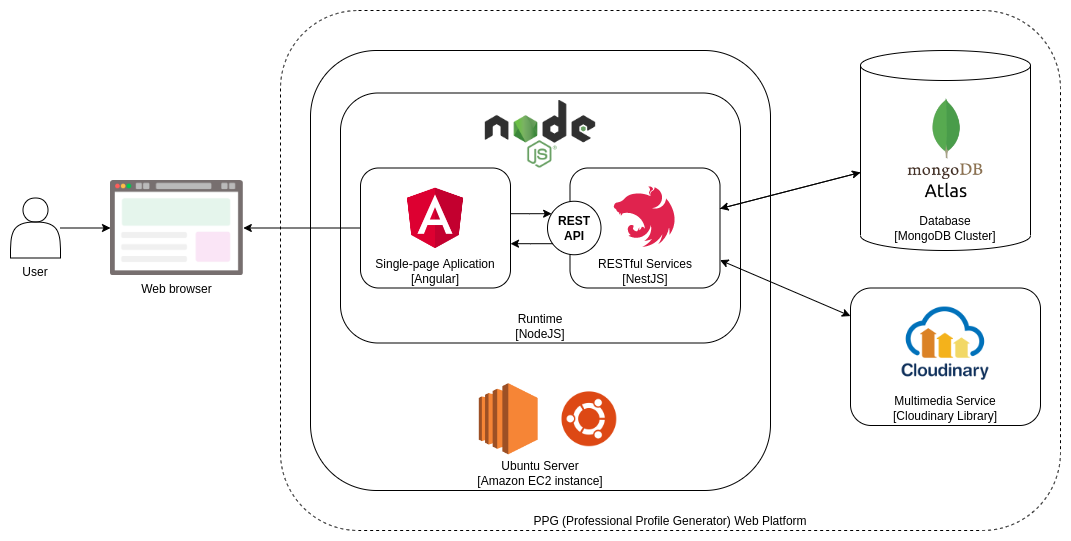 node
JS
mongoDB
Atlas
Database
[MongoDB Cluster]
REST
API
Single-page Aplication
[Angular]
RESTful Services
[NestJS]
User
Web browser
Runtime
[NodeJS]
Cloudinary
Multimedia Service
[Cloudinary Library]
Ubuntu Server
[Amazon EC2 instance]
PPG (Professional Profile Generator) Web Platform